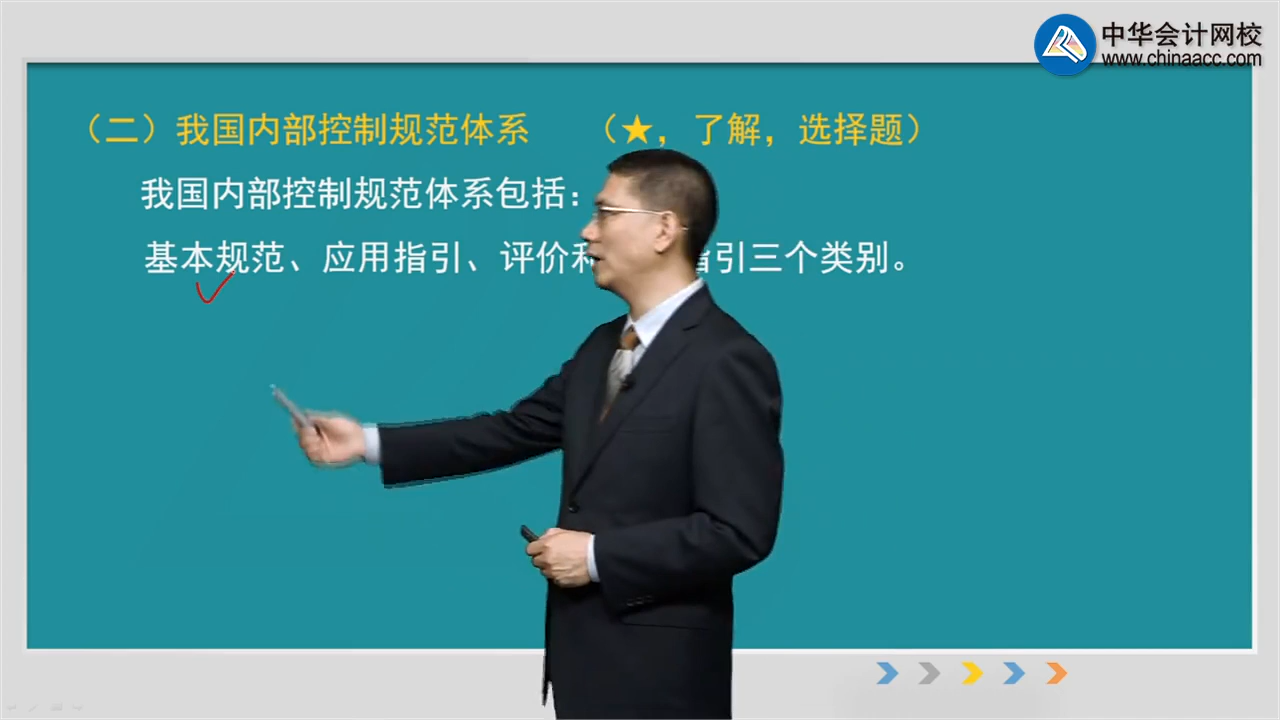 中华会计网校
www.chinaacc.com
（二）我国内部控制规范体系 （★，了解，选择题）
我国内部控制规范体系包括：
基本规范、应用指引、评价和 指引三个类别。